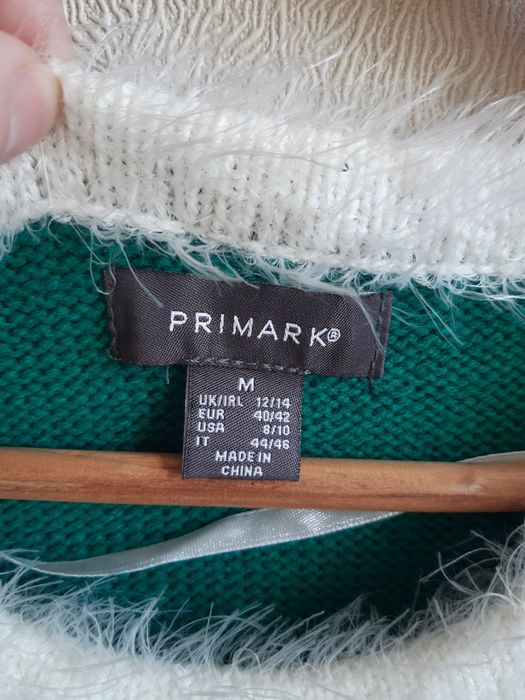 PRIMARK®
M
UK/IRL 12/14
EUR 40/42
USA 8/10
IT 44/46
MADE IN
CHINA